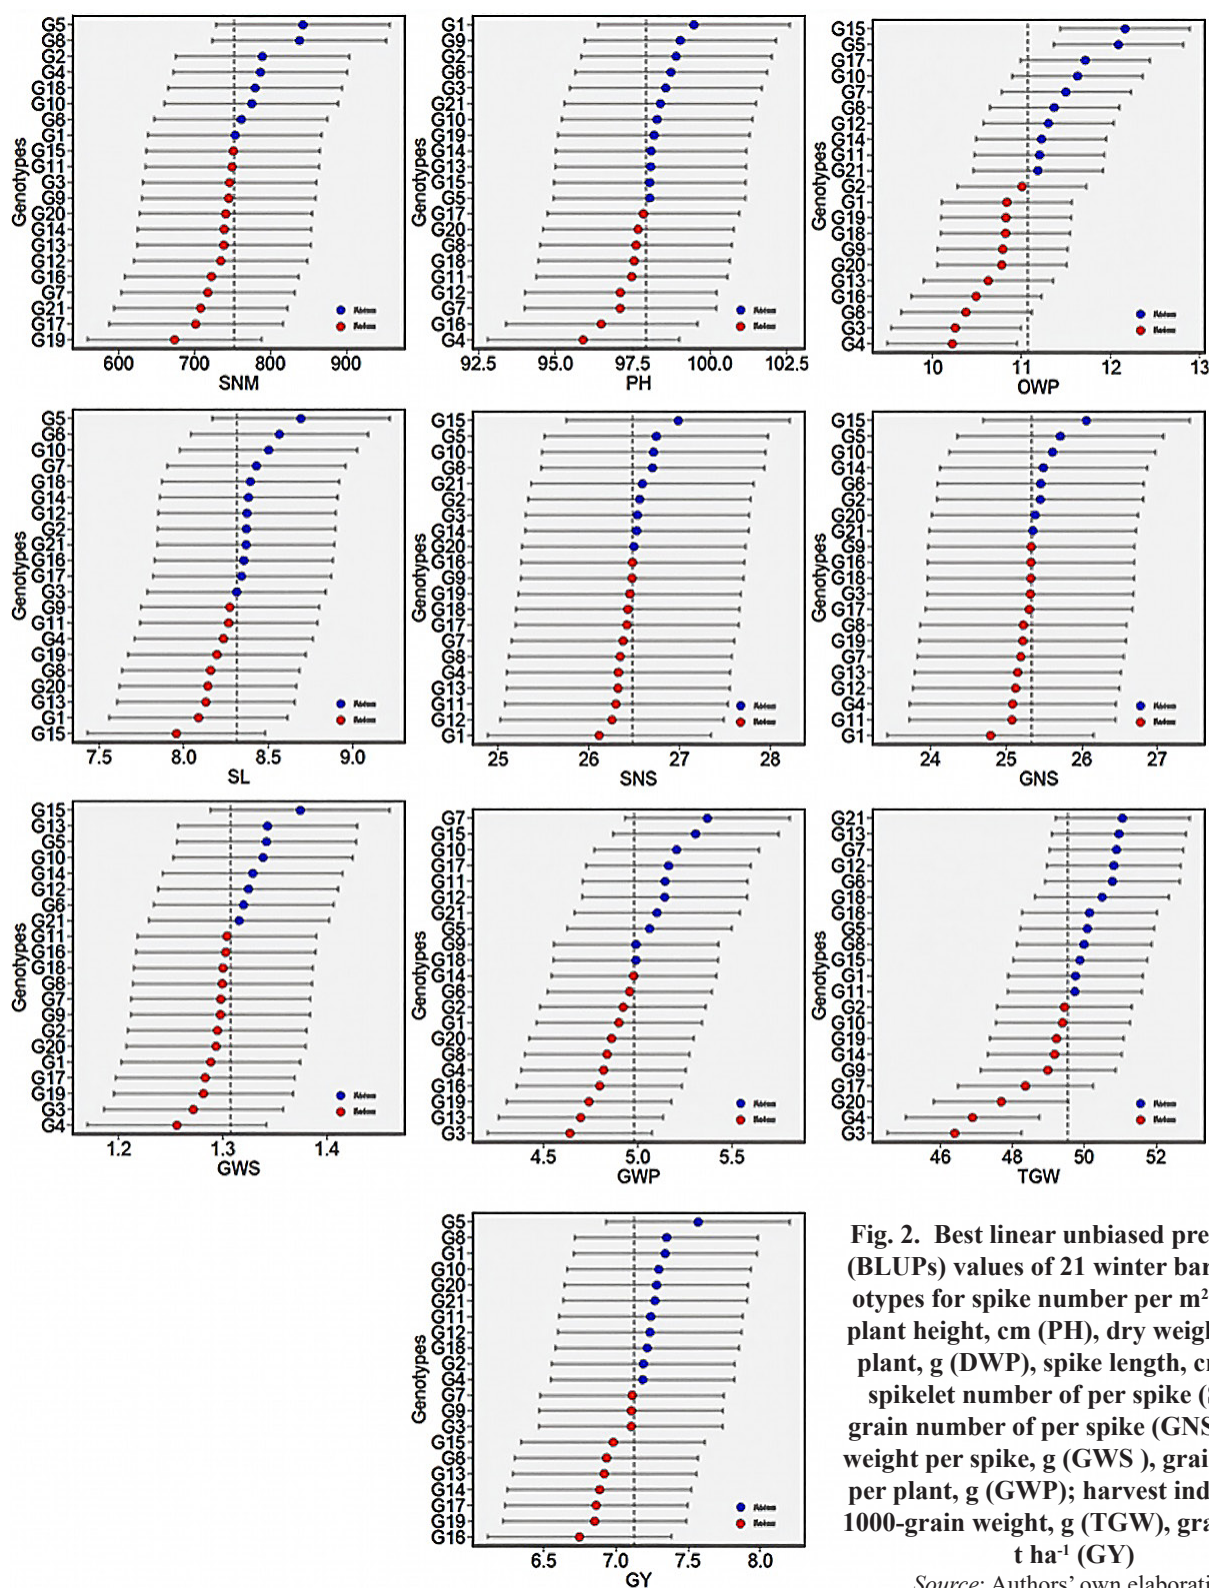 G5
G8
G2
G4
G18
G10
G8
G1
G15
G11
G3
G9
G20
G14
G13
G12
G16
G7
G21
G17
G19
Genotypes
600 700 800 900
SNM
G1
G9
G2
G6
G3
G21
G10
G19
G14
G13
G15
G5
G17
G20
G8
G18
G11
G12
G7
G16
G4
Genotypes
92.5 95.0 97.5 100.0 102.5
PH
G15
G5
G17
G10
G7
G8
G12
G14
G11
G21
G2
G1
G19
G18
G9
G20
G13
G16
G8
G3
G4
Genotypes
10 11 12 13
OWP
G5
G6
G10
G7
G18
G14
G12
G2
G21
G16
G17
G3
G9
G11
G4
G19
G8
G20
G13
G1
G15
Genotypes
7.5 8.0 8.5 9.0
SL
G15
G5
G10
G6
G21
G2
G3
G14
G20
G16
G9
G19
G18
G17
G7
G8
G4
G13
G11
G12
G1
Genotypes
25 26 27 28
SNS
G15
G5
G10
G14
G6
G2
G20
G21
G9
G16
G18
G3
G17
G8
G19
G7
G13
G12
G4
G11
G1
Genotypes
24 25 26 27
GNS
G15
G13
G5
G10
G14
G12
G6
G21
G11
G16
G18
G8
G7
G9
G2
G20
G1
G17
G19
G3
G4
Genotypes
1.2 1.3 1.4
GWS
G7
G15
G10
G17
G11
G12
G21
G5
G9
G18
G14
G6
G2
G1
G20
G8
G4
G16
G19
G13
G3
Genotypes
4.5 5.0 5.5
GWP
G21
G13
G7
G12
G6
G18
G18
G5
G8
G15
G1
G11
G2
G10
G19
G14
G9
G17
G20
G4
G3
Genotypes
46 48 50 52
TGW
G5
G8
G1
G10
G20
G21
G11
G12
G18
G2
G4
G7
G9
G3
G15
G6
G13
G14
G17
G19
G16
Genotypes
6.5 7.0 7.5 8.0
GY
Fig. 2. Best linear unbiased pre
(BLUPs) values of 21 winter bar
otypes for spike number per m²
plant height, cm (PH), dry weigh
plant, g (DWP), spike length, cm
spikelet number of per spike (S
grain number of per spike (GNS
weight per spike, g (GWS ), grai
per plant, g (GWP); harvest ind
1000-grain weight, g (TGW), gra
t ha-1 (GY)
Source: Authors' own elaborati